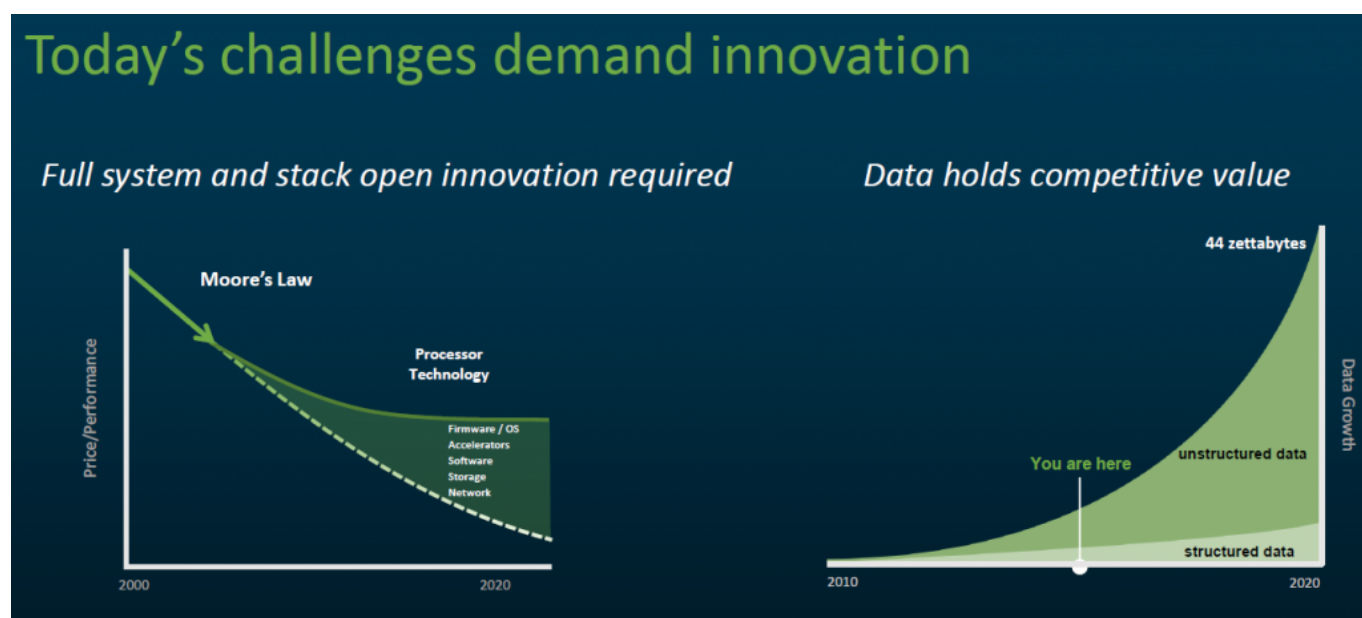 Today's challenges demand innovation
Full system and stack open innovation required
Moore's Law
Processor
Technology
Firmware / OS
Accelerators
Software
Storage
Network
Price/Performance
2000
2020
Data holds competitive value
44 zettabytes
You are here
unstructured data
structured data
Data Growth
2010
2020